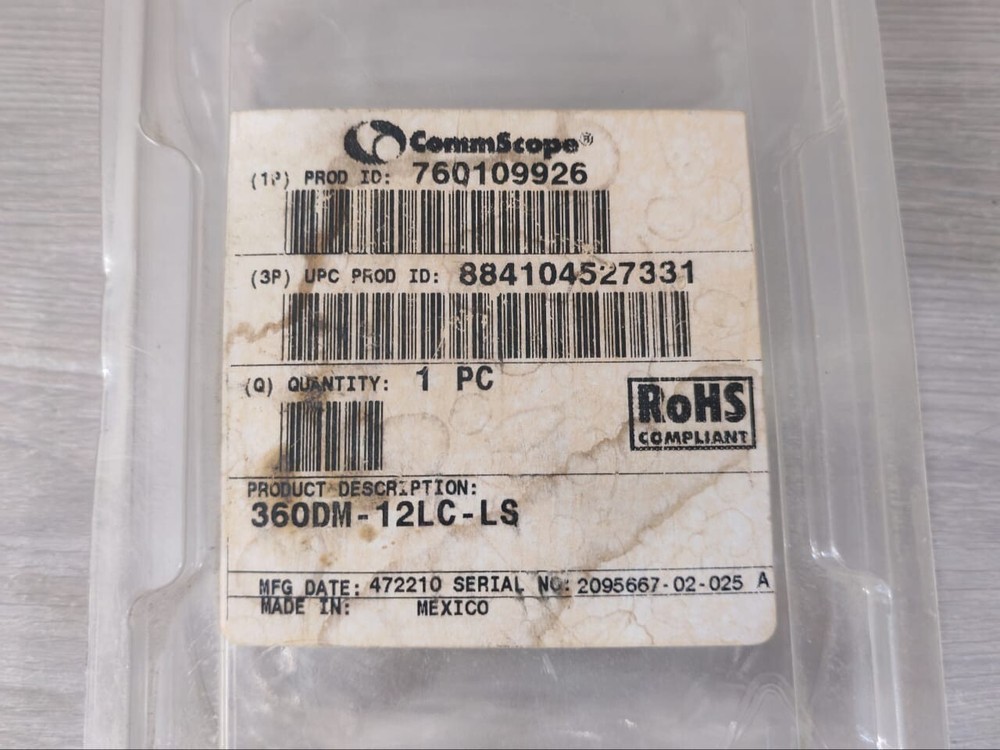 CommScope®
(1P) PROD ID: 760109926
(3P) UPC PROD ID: 884104527331
(Q) QUANTITY: 1 PC
RoHS
COMPLIANT
PRODUCT DESCRIPTION:
360DM-12LC-LS
MFG DATE: 472210 SERIAL NO: 2095667-02-025 A
MADE IN: MEXICO